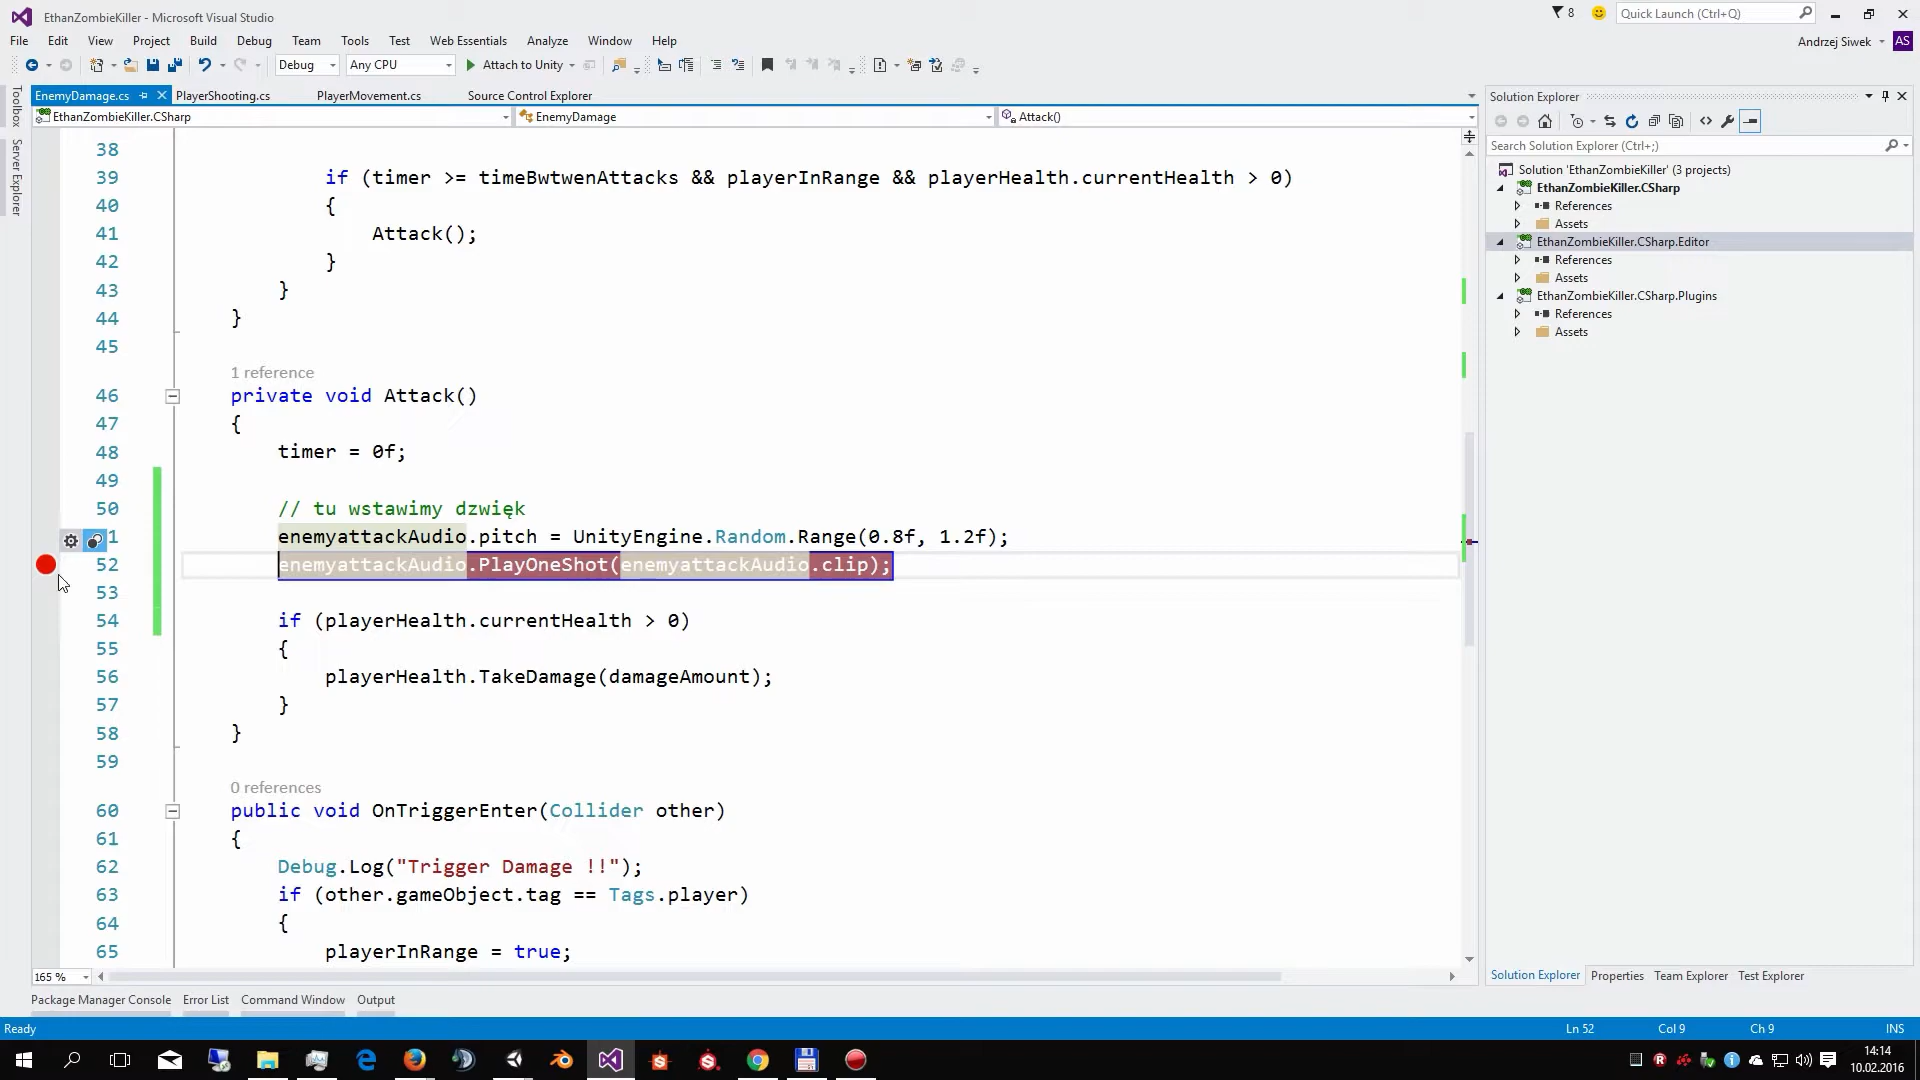 EthanZombieKiller - Microsoft Visual Studio
8
Quick Launch (Ctrl+Q)
File Edit View Project Build Debug Team Tools Test Web Essentials Analyze Window Help
Andrzej Siwek AS
Debug Any CPU Attach to Unity
Toolbox
Server Explorer
EnemyDamage.cs PlayerShooting.cs PlayerMovement.cs Source Control Explorer
EthanZombieKiller.CSharp EnemyDamage Attack()
38
39 if (timer >= timeBwtwenAttacks && playerInRange && playerHealth.currentHealth > 0)
40 {
41 Attack();
42 }
43 }
44 }
45
1 reference
46 private void Attack()
47 {
48 timer = 0f;
49
50 // tu wstawimy dzwięk
1 enemyattackAudio.pitch = UnityEngine.Random.Range(0.8f, 1.2f);
52 enemyattackAudio.PlayOneShot(enemyattackAudio.clip);
53
54 if (playerHealth.currentHealth > 0)
55 {
56 playerHealth.TakeDamage(damageAmount);
57 }
58 }
59
0 references
60 public void OnTriggerEnter(Collider other)
61 {
62 Debug.Log("Trigger Damage !!");
63 if (other.gameObject.tag == Tags.player)
64 {
65 playerInRange = true;
165 %
Solution Explorer
Search Solution Explorer (Ctrl+;)
Solution 'EthanZombieKiller' (3 projects)
EthanZombieKiller.CSharp
References
Assets
EthanZombieKiller.CSharp.Editor
References
Assets
EthanZombieKiller.CSharp.Plugins
References
Assets
Solution Explorer Properties Team Explorer Test Explorer
Package Manager Console Error List Command Window Output
Ready Ln 52 Col 9 Ch 9 INS
14:14
10.02.2016